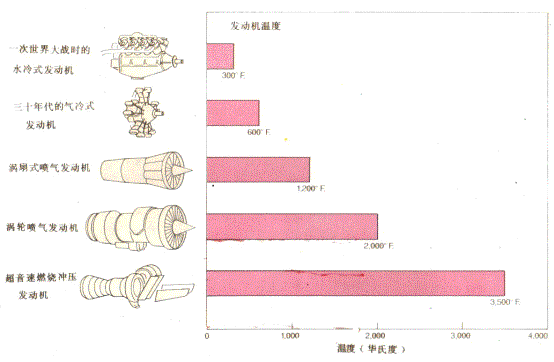 发动机温度
一次世界大战时的
水冷式发动机
300° F.
三十年代的气冷式
发动机
600° F.
涡桨式喷气发动机
1,200° F.
涡轮喷气发动机
2,000° F.
超音速燃烧冲压
发动机
3,500° F.
0
1,000
2,000
3,000
4,000
温度（华氏度）